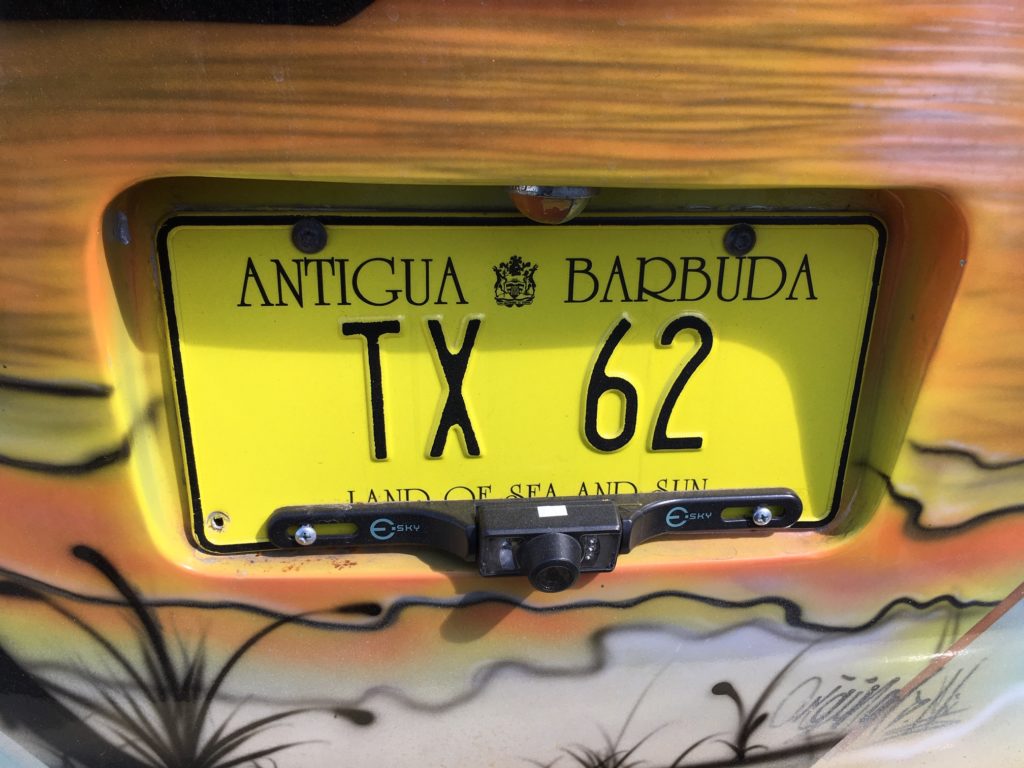 ANTIGUA BARBUDA
TX 62
LAND OF SEA AND SUN
E-SKY E-SKY